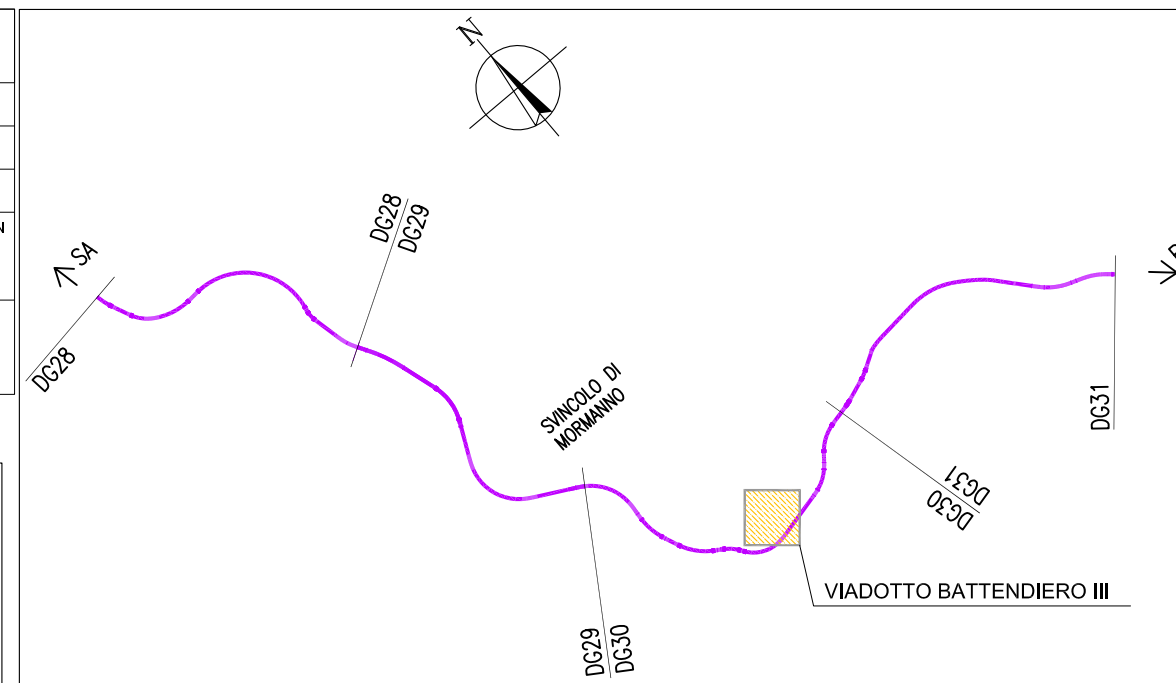 N
SA
DG28
DG28
DG29
SVINCOLO DI
MORMANNO
DG29
DG30
DG31
DG30
DG31
VIADOTTO BATTENDIERO III